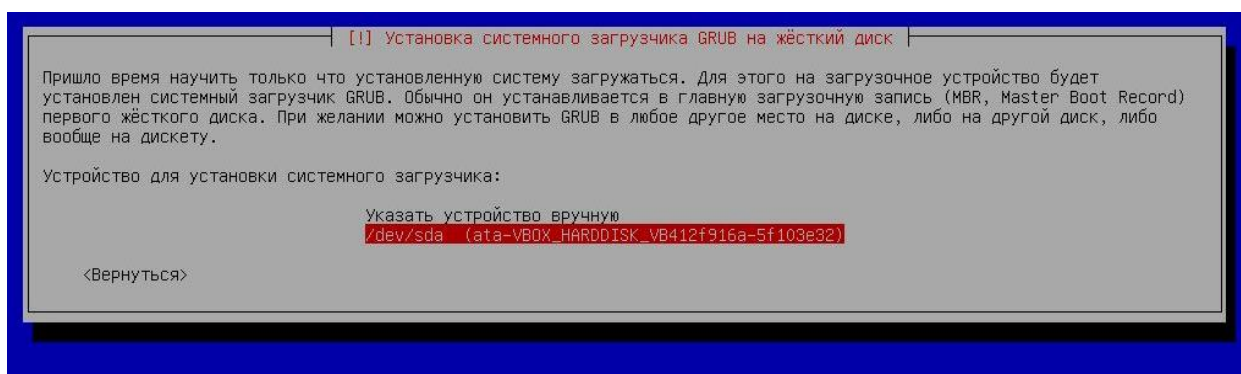 [!] Установка системного загрузчика GRUB на жёсткий диск
Пришло время научить только что установленную систему загружаться. Для этого на загрузочное устройство будет
установлен системный загрузчик GRUB. Обычно он устанавливается в главную загрузочную запись (MBR, Master Boot Record)
первого жёсткого диска. При желании можно установить GRUB в любое другое место на диске, либо на другой диск, либо
вообще на дискету.
Устройство для установки системного загрузчика:
Указать устройство вручную
/dev/sda (ata-VBOX_HARDDISK_VB412f916a-5f103e32)
<Вернуться>